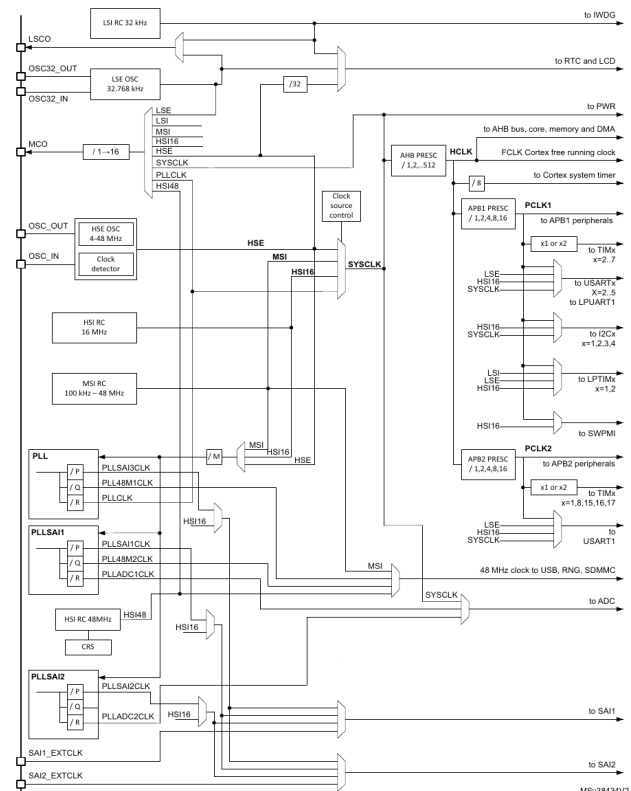 LSI RC 32 kHz
to IWDG
LSCO
OSC32_OUT
LSE OSC
32.768 kHz
to RTC and LCD
/32
OSC32_IN
LSE
LSI
MSI
HSI16
HSE
SYSCLK
PLLCLK
HSI48
MCO
/ 1→16
to PWR
to AHB bus, core, memory and DMA
AHB PRESC
/ 1,2,..512
HCLK
FCLK Cortex free running clock
/ 8
to Cortex system timer
Clock
source
control
APB1 PRESC
/ 1,2,4,8,16
PCLK1
to APB1 peripherals
OSC_OUT
HSE OSC
4-48 MHz
HSE
MSI
SYSCLK
HSI16
OSC_IN
Clock
detector
x1 or x2
to TIMx
x=2..7
LSE
HSI16
SYSCLK
to USARTx
X=2..5
to LPUART1
HSI RC
16 MHz
HSI16
SYSCLK
to I2Cx
x=1,2,3,4
MSI RC
100 kHz – 48 MHz
LSI
LSE
HSI16
to LPTIMx
x=1,2
HSI16
to SWPMI
MSI
HSI16
HSE
/ M
PLL
/ P
PLLSAI3CLK
/ Q
PLL48M1CLK
/ R
PLLCLK
HSI16
APB2 PRESC
/ 1,2,4,8,16
PCLK2
to APB2 peripherals
x1 or x2
to TIMx
x=1,8,15,16,17
LSE
HSI16
SYSCLK
to
USART1
PLLSAI1
/ P
PLLSAI1CLK
/ Q
PLL48M2CLK
/ R
PLLADC1CLK
MSI
48 MHz clock to USB, RNG, SDMMC
SYSCLK
to ADC
HSI RC 48MHz
HSI48
HSI16
CRS
PLLSAI2
/ P
PLLSAI2CLK
/ Q
/ R
PLLADC2CLK
HSI16
to SAI1
SAI1_EXTCLK
to SAI2
SAI2_EXTCLK
MSv38434V2